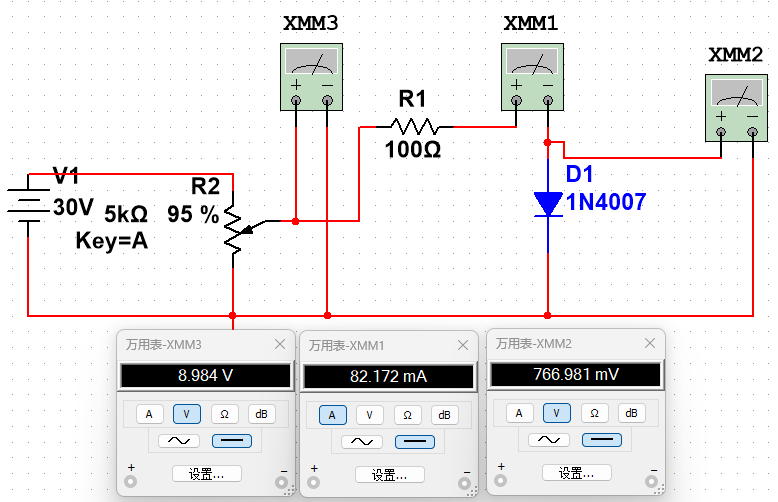 XMM3
XMM1
XMM2
+ −
+ −
+ −
R1
100Ω
V1
30V
R2
5kΩ 95 %
Key=A
D1
1N4007
万用表-XMM3
8.984 V
A V Ω dB
+ 设置... −
万用表-XMM1
82.172 mA
A V Ω dB
+ 设置... −
万用表-XMM2
766.981 mV
A V Ω dB
+ 设置... −